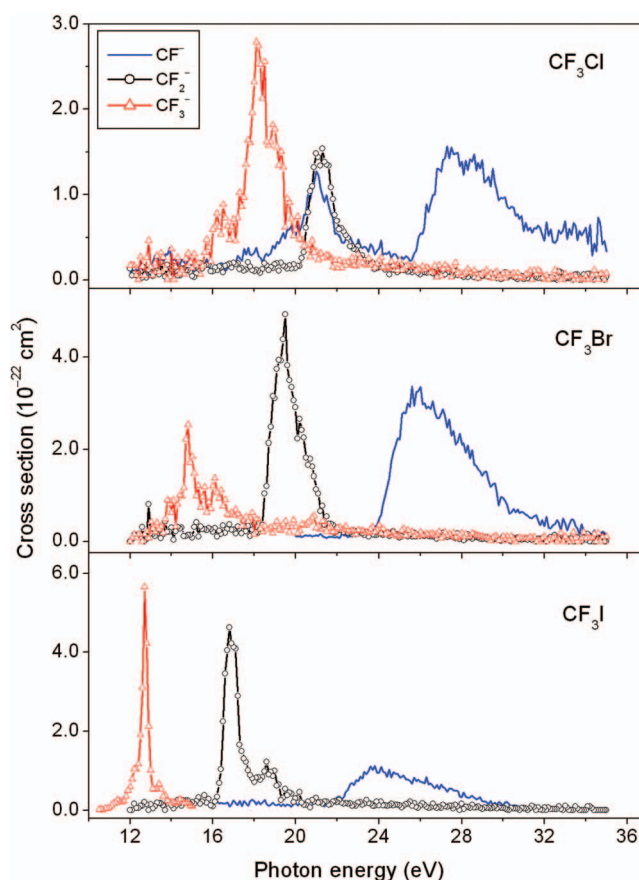 3.0
2.0
1.0
0.0
CF⁻
CF₂⁻
CF₃⁻
CF₃Cl
4.0
2.0
0.0
CF₃Br
6.0
4.0
2.0
0.0
CF₃I
12 16 20 24 28 32 36
Cross section (10⁻²² cm²)
Photon energy (eV)